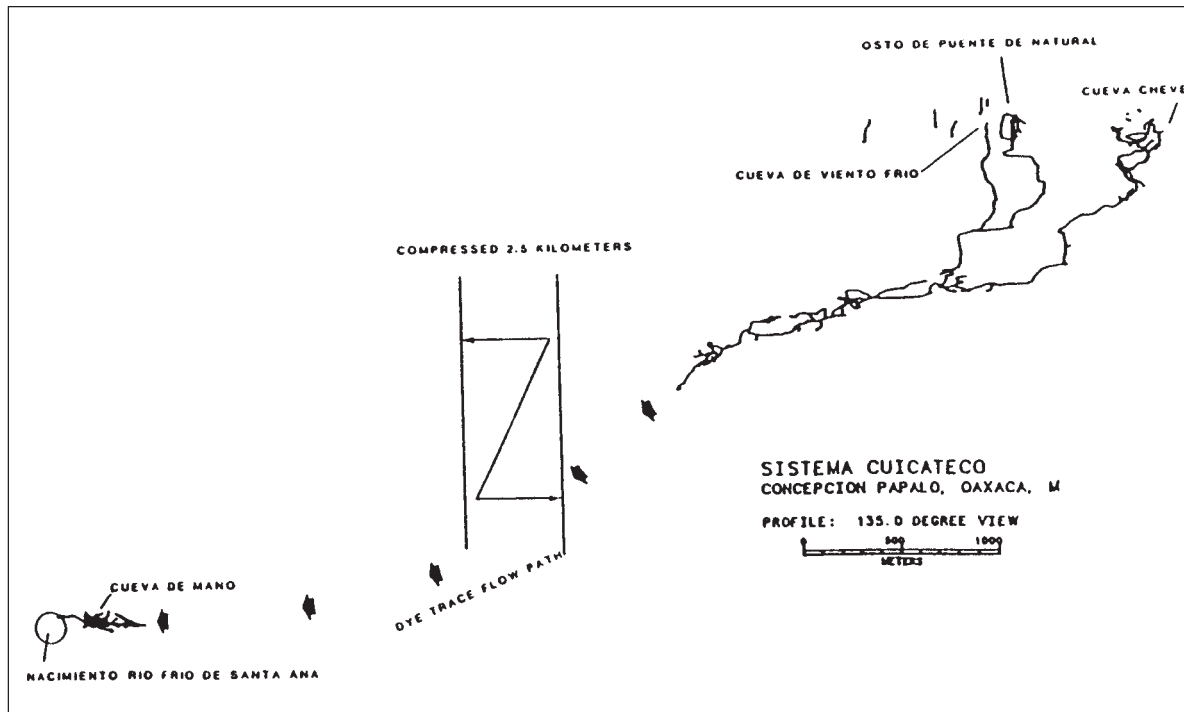 OSTO DE PUENTE DE NATURAL
CUEVA CHEVE
CUEVA DE VIENTO FRIO
COMPRESSED 2.5 KILOMETERS
SISTEMA CUICATECO
CONCEPCION PAPALO, OAXACA, M
PROFILE: 135.0 DEGREE VIEW
0 500 1000
METERS
DYE TRACE FLOW PATH
CUEVA DE MANO
NACIMIENTO RIO FRIO DE SANTA ANA